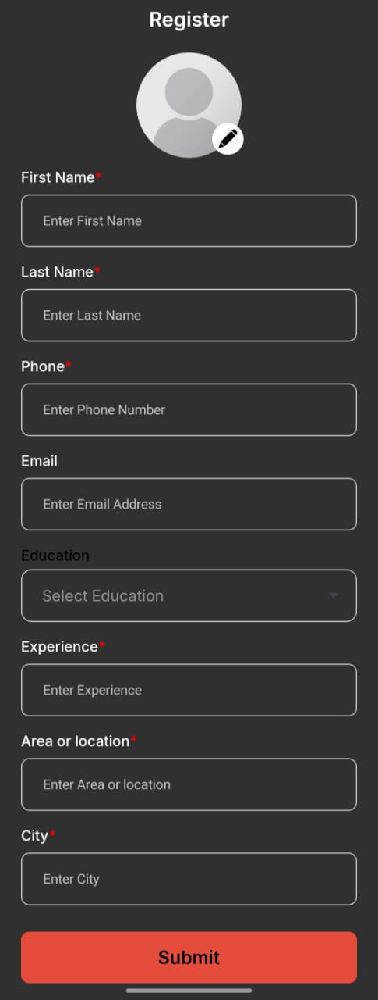 Register
First Name*
Enter First Name
Last Name*
Enter Last Name
Phone*
Enter Phone Number
Email
Enter Email Address
Education
Select Education
Experience*
Enter Experience
Area or location*
Enter Area or location
City*
Enter City
Submit